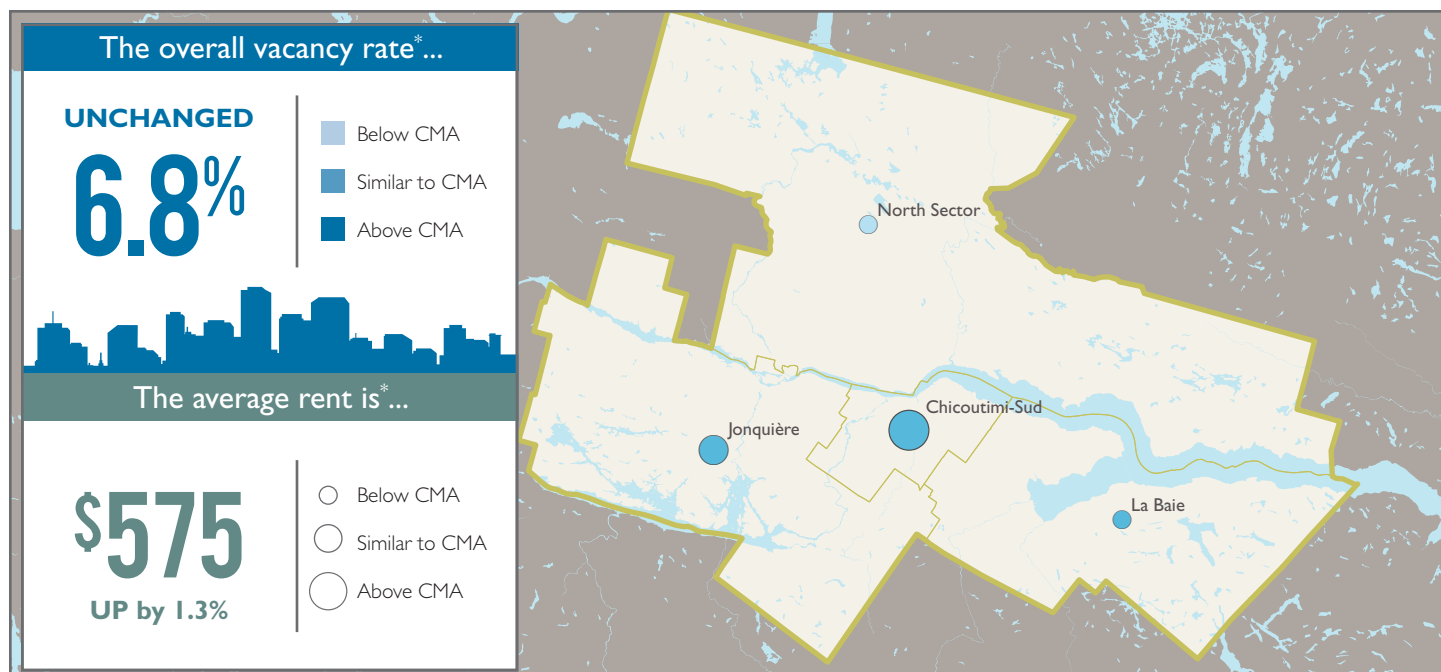 The overall vacancy rate*...
UNCHANGED
6.8%
Below CMA
Similar to CMA
Above CMA
The average rent is*...
$575
UP by 1.3%
Below CMA
Similar to CMA
Above CMA
North Sector
Chicoutimi-Sud
Jonquière
La Baie